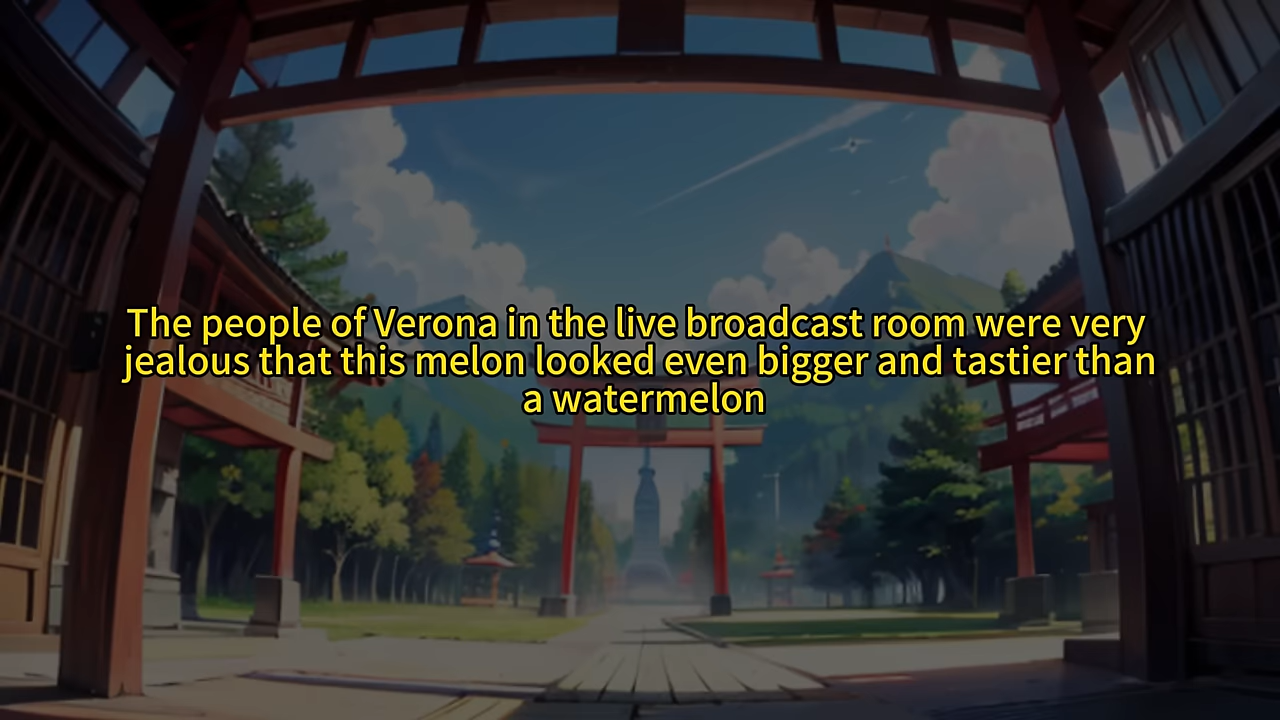 The people of Verona in the live broadcast room were very
jealous that this melon looked even bigger and tastier than
a watermelon